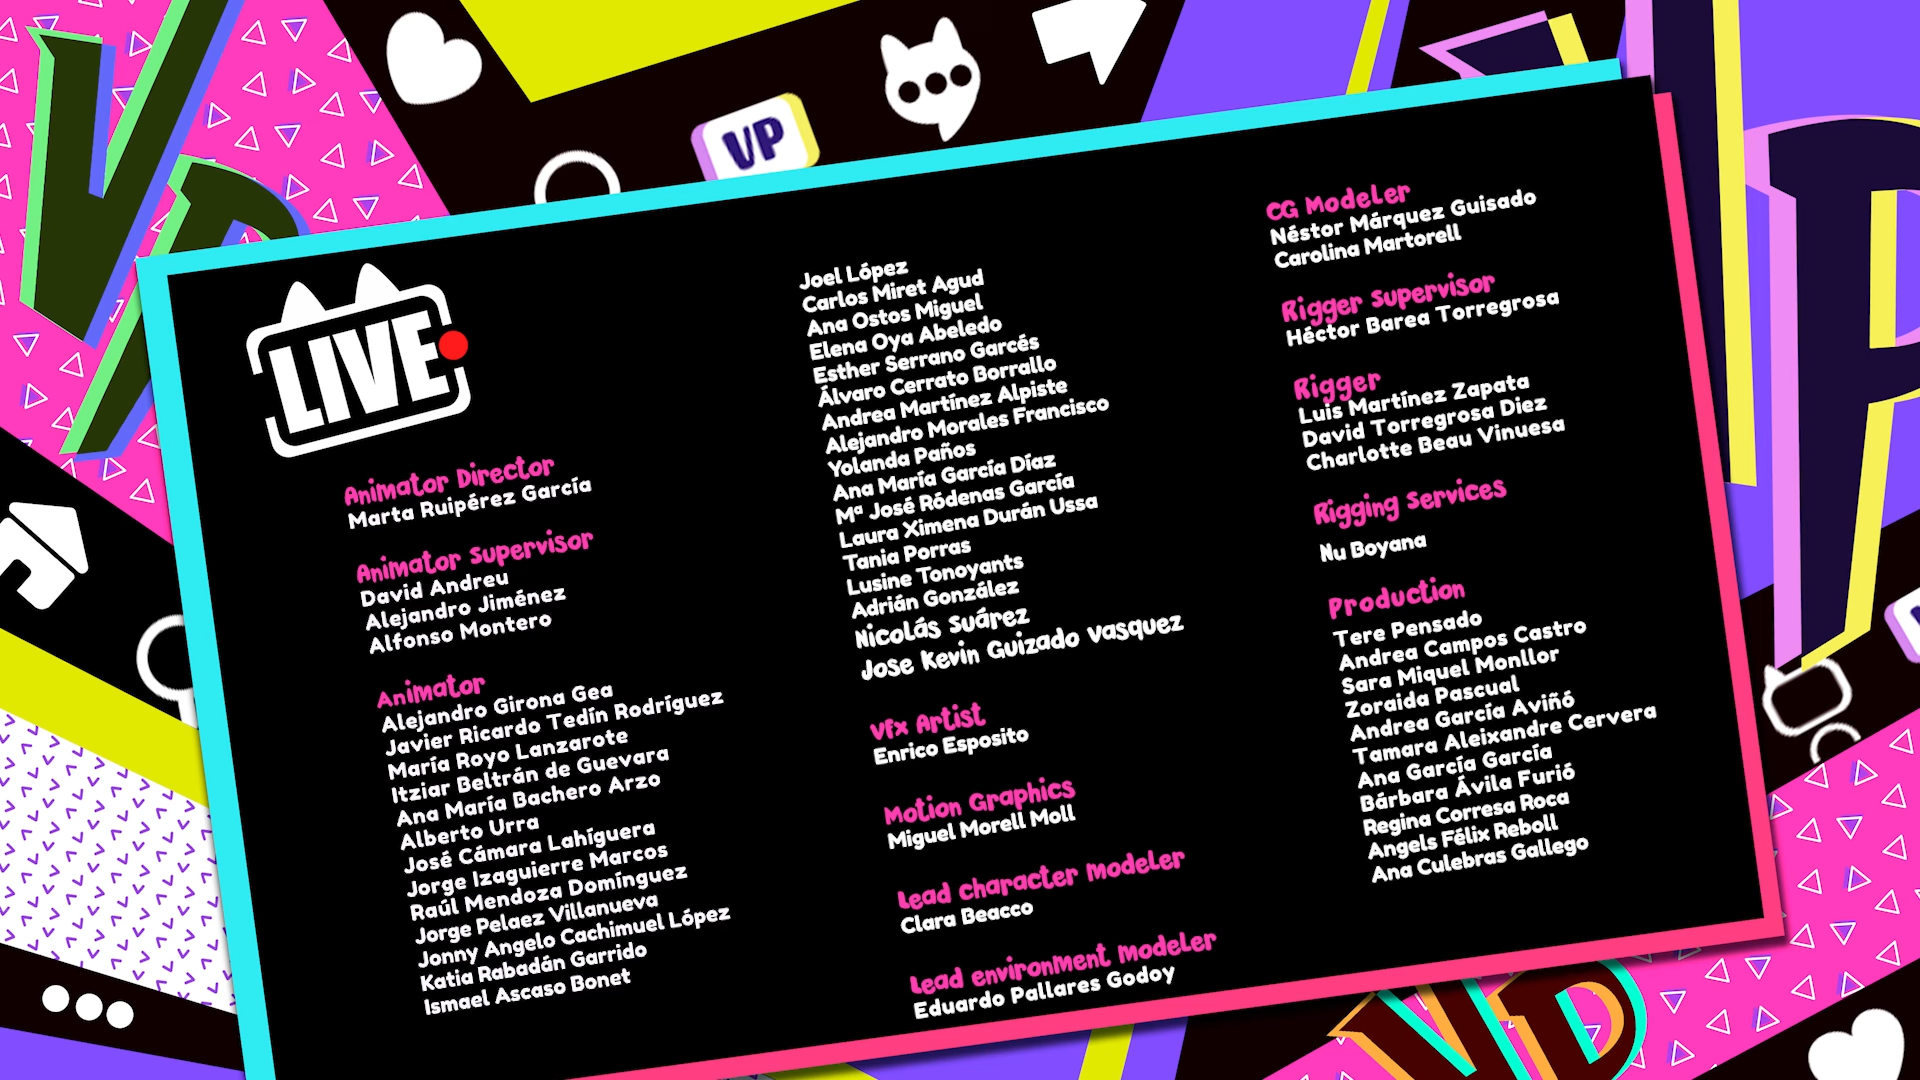 VP
VP
LIVE
Animator Director
Marta Ruipérez García
Animator supervisor
David Andreu
Alejandro Jiménez
Alfonso Montero
Animator
Alejandro Girona Gea
Javier Ricardo Tedín Rodríguez
María Royo Lanzarote
Itziar Beltrán de Guevara
Ana María Bachero Arzo
Alberto Urra
José Cámara Lahíguera
Jorge Izaguierre Marcos
Raúl Mendoza Domínguez
Jorge Pelaez Villanueva
Jonny Angelo Cachimuel López
Katia Rabadán Garrido
Ismael Ascaso Bonet
Joel López
Carlos Miret Agud
Ana Ostos Miguel
Elena Oya Abeledo
Esther Serrano Garcés
Álvaro Cerrato Borrallo
Andrea Martínez Alpiste
Alejandro Morales Francisco
Yolanda Paños
Ana María García Díaz
Mª José Ródenas García
Laura Ximena Durán Ussa
Tania Porras
Lusine Tonoyants
Adrián González
Nicolás Suárez
Jose Kevin Guizado Vasquez
Vfx Artist
Enrico Esposito
Motion Graphics
Miguel Morell Moll
Lead character modeler
Clara Beacco
Lead environment modeler
Eduardo Pallares Godoy
CG Modeler
Néstor Márquez Guisado
Carolina Martorell
Rigger supervisor
Héctor Barea Torregrosa
Rigger
Luis Martínez Zapata
David Torregrosa Diez
Charlotte Beau Vinuesa
Rigging services
Nu Boyana
Production
Tere Pensado
Andrea Campos Castro
Sara Miquel Monllor
Zoraida Pascual
Andrea García Aviñó
Tamara Aleixandre Cervera
Ana García García
Bárbara Ávila Furió
Regina Corresa Roca
Angels Félix Reboll
Ana Culebras Gallego
P
VP